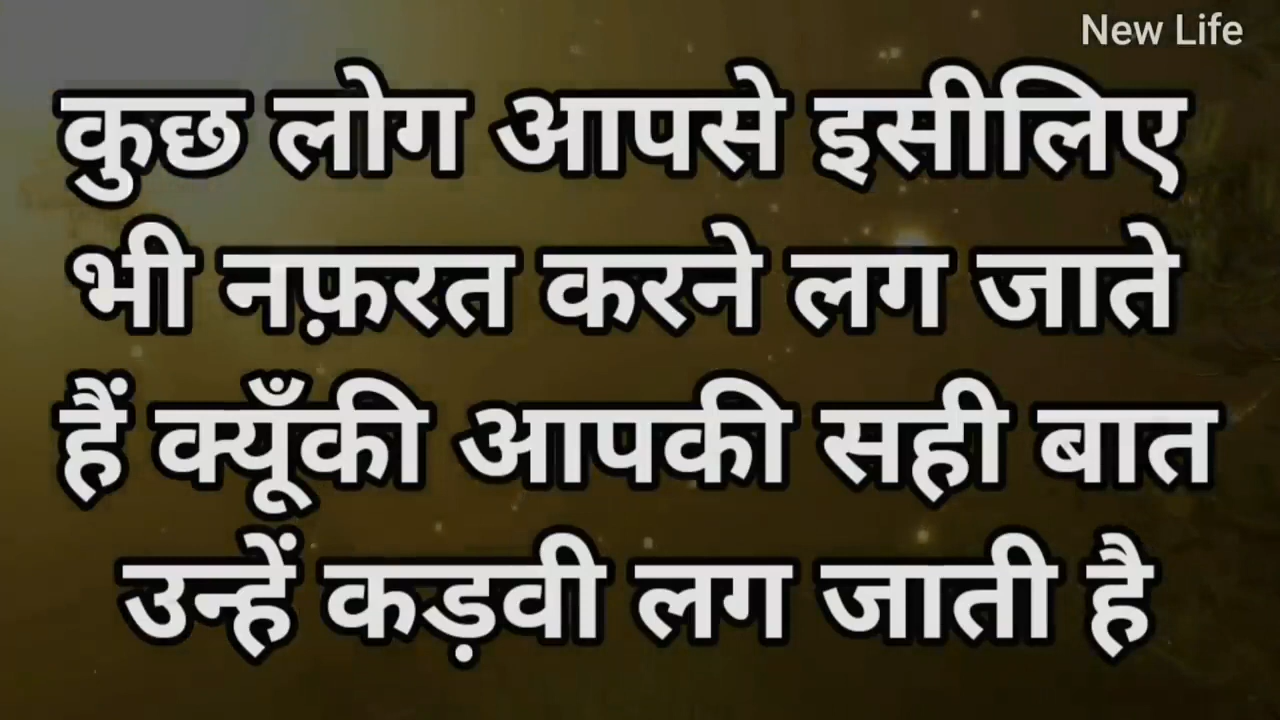 New Life
कुछ लोग आपसे इसीलिए
भी नफ़रत करने लग जाते
हैं क्यूँकी आपकी सही बात
उन्हें कड़वी लग जाती है